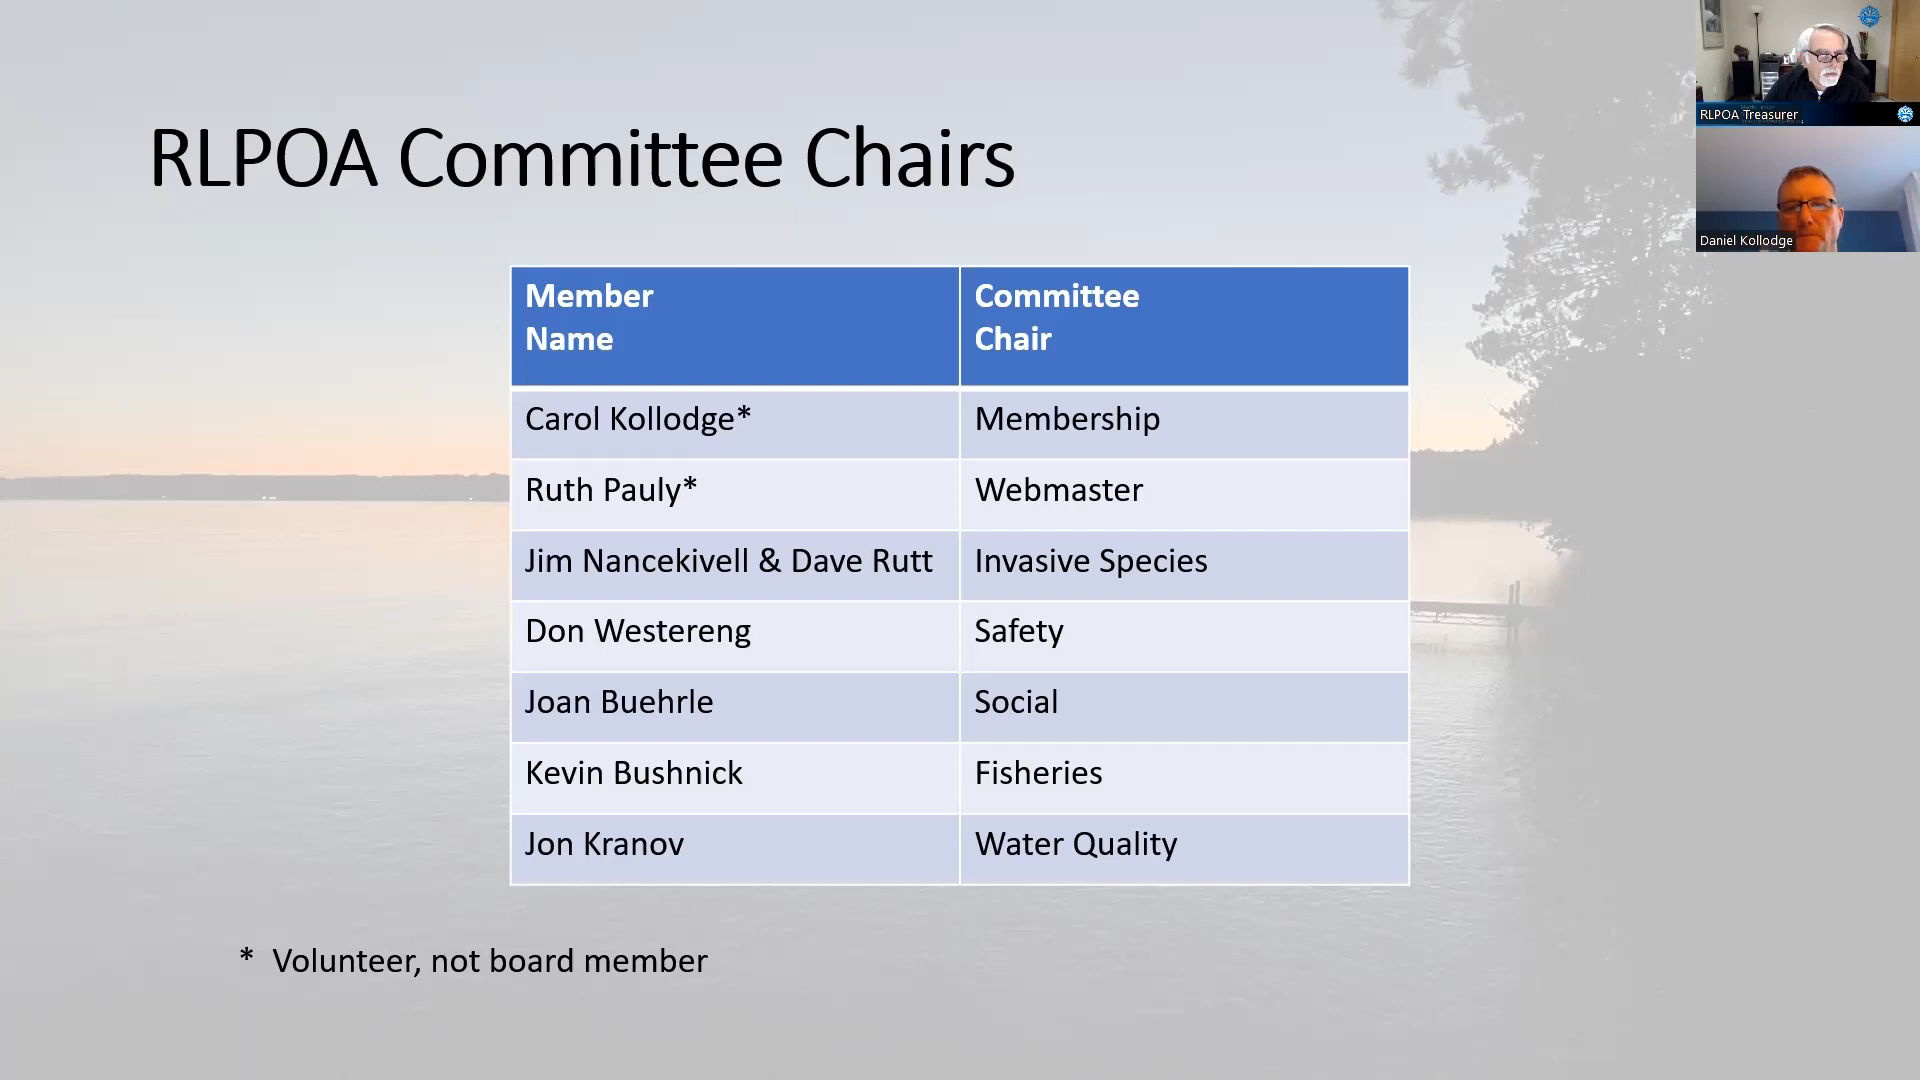 RLPOA Committee Chairs
Member
Name
Committee
Chair
Carol Kollodge*
Membership
Ruth Pauly*
Webmaster
Jim Nancekivell & Dave Rutt
Invasive Species
Don Westereng
Safety
Joan Buehrle
Social
Kevin Bushnick
Fisheries
Jon Kranov
Water Quality
* Volunteer, not board member
RLPOA Treasurer
Daniel Kollodge